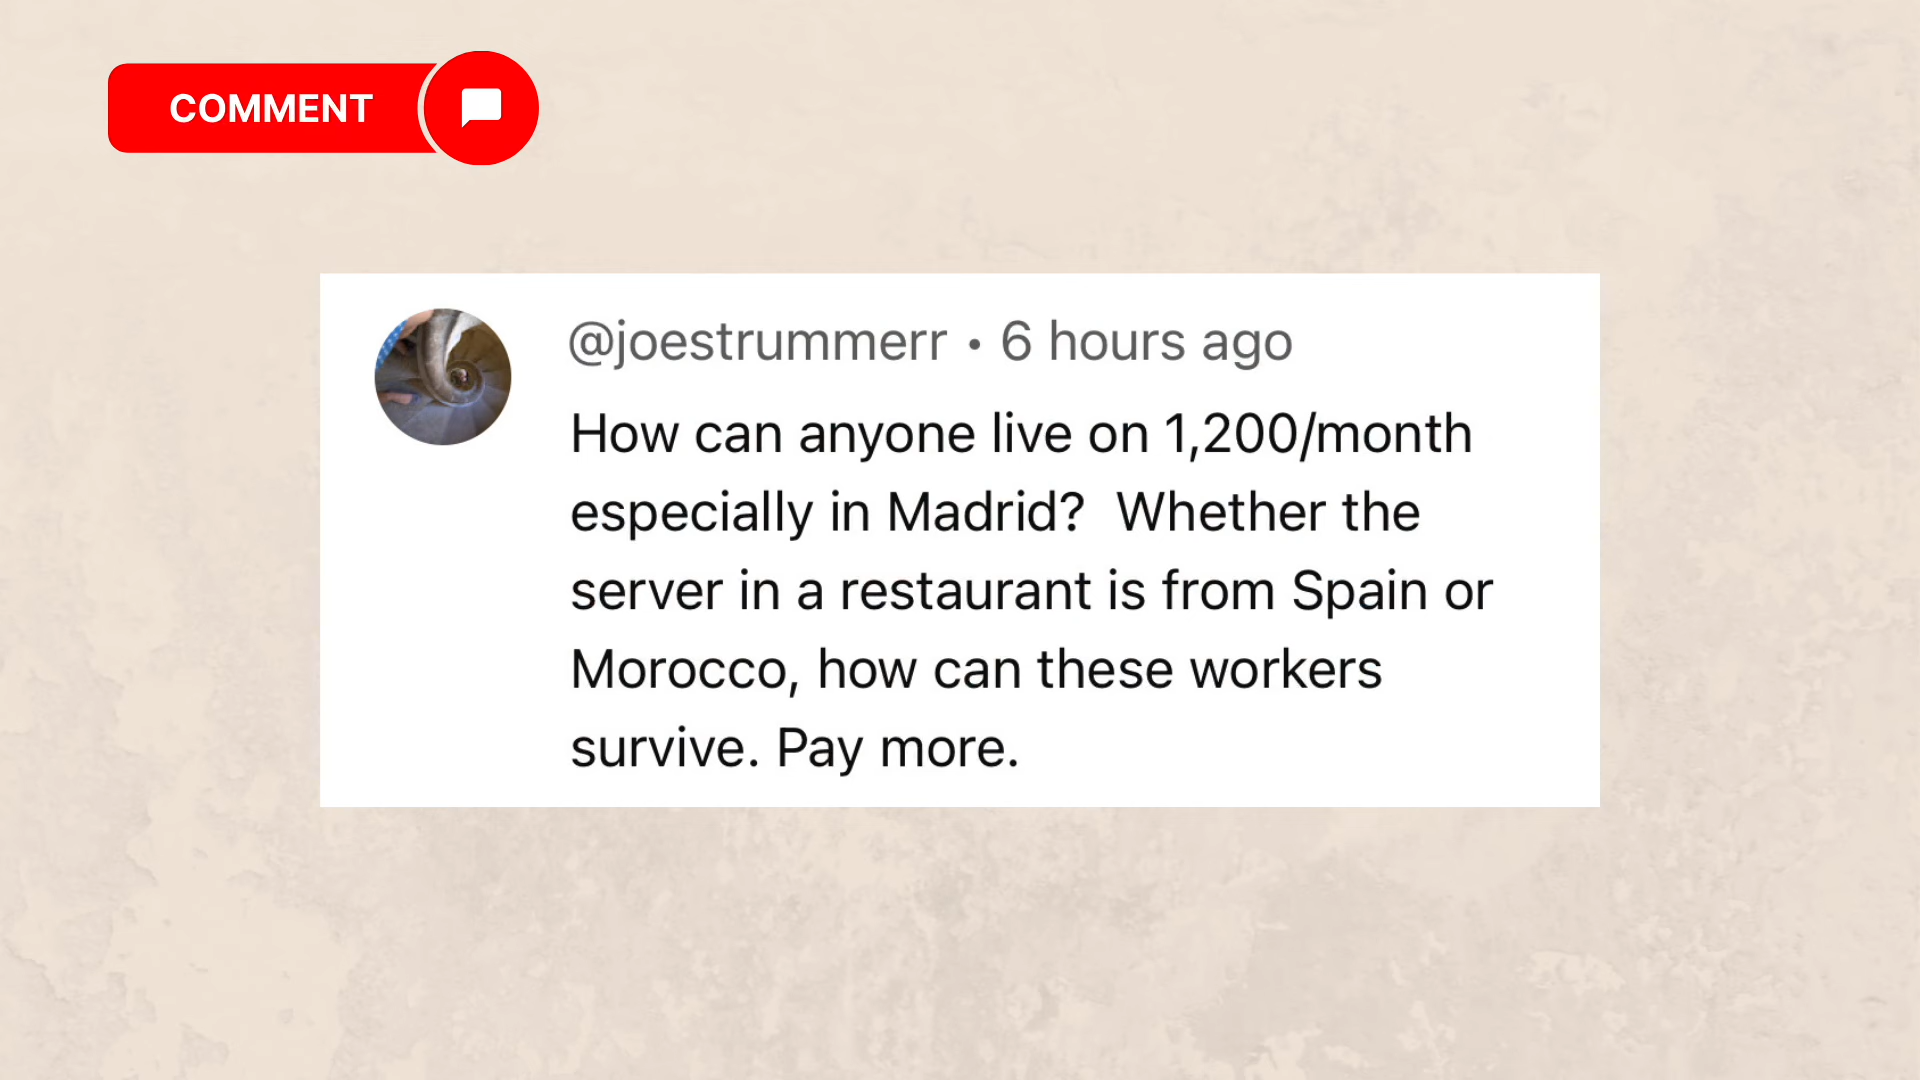 COMMENT
@joestrummerr • 6 hours ago
How can anyone live on 1,200/month
especially in Madrid?  Whether the
server in a restaurant is from Spain or
Morocco, how can these workers
survive. Pay more.